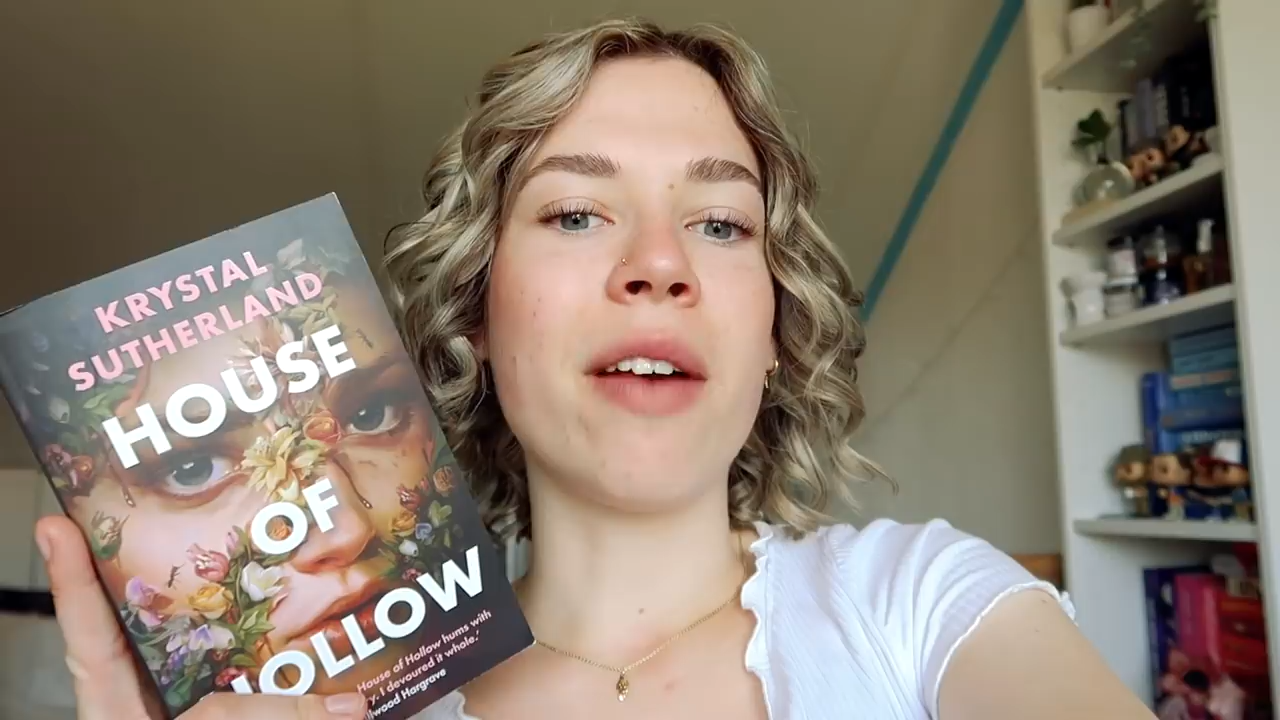 KRYSTAL
SUTHERLAND
HOUSE
OF
HOLLOW
House of Hollow hums with
I devoured it whole.'
Hargrave